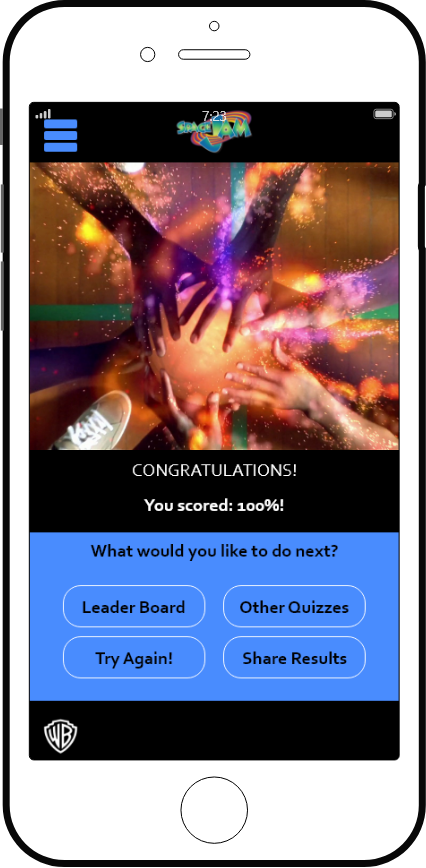 7:23
SPACE JAM
CONGRATULATIONS!
You scored: 100%!
What would you like to do next?
Leader Board
Other Quizzes
Try Again!
Share Results
WB